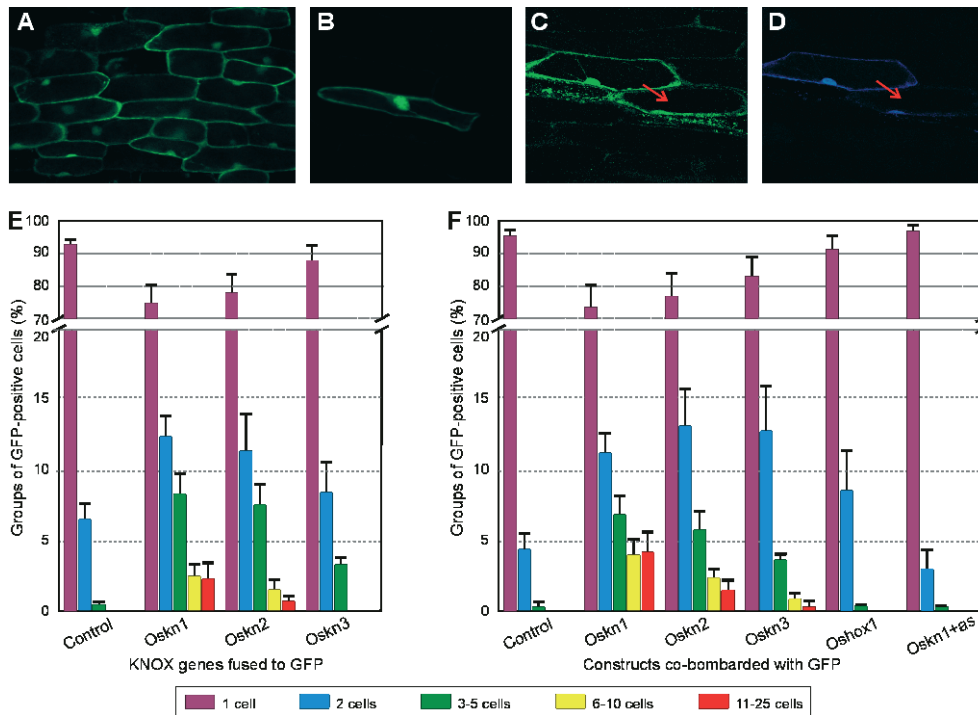 A
B
C
D
E
Groups of GFP-positive cells (%)
100
90
80
70
20
15
10
5
0
Control
Oskn1
Oskn2
Oskn3
KNOX genes fused to GFP
F
Groups of GFP-positive cells (%)
100
90
80
70
20
15
10
5
0
Control
Oskn1
Oskn2
Oskn3
Oshox1
Oskn1+as
Constructs co-bombarded with GFP
1 cell
2 cells
3-5 cells
6-10 cells
11-25 cells